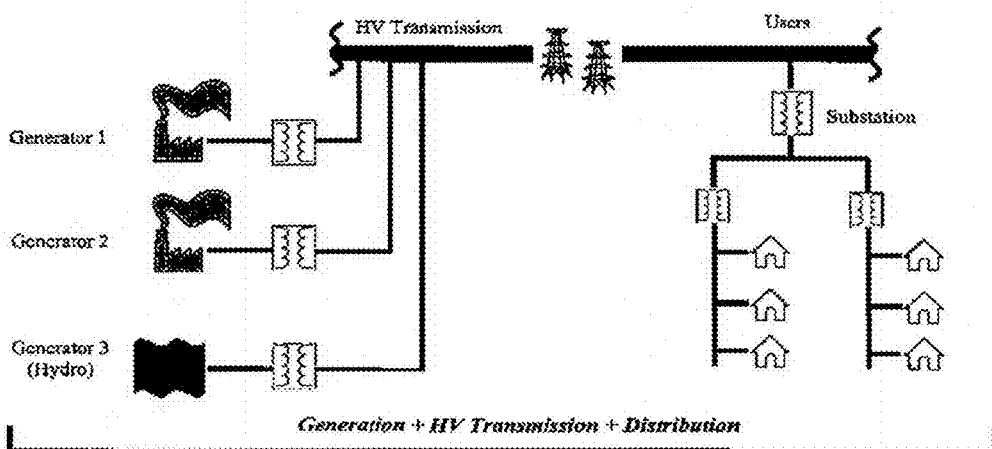 HV Transmission
Users
Generator 1
Substation
Generator 2
Generator 3
(Hydro)
Generation + HV Transmission + Distribution